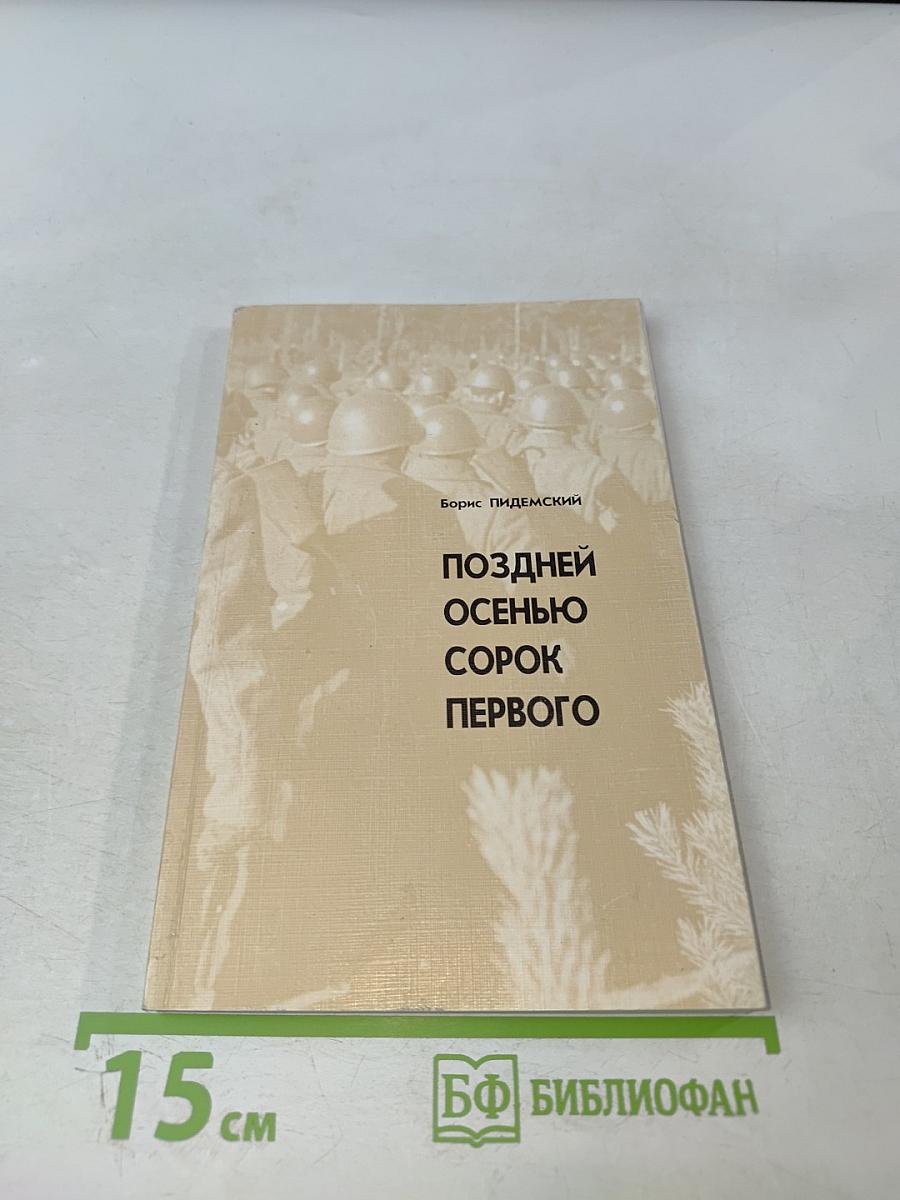 Борис ПИДЕМСКИЙ
ПОЗДНЕЙ
ОСЕНЬЮ
СОРОК
ПЕРВОГО
15 см
БФ БИБЛИОФАН